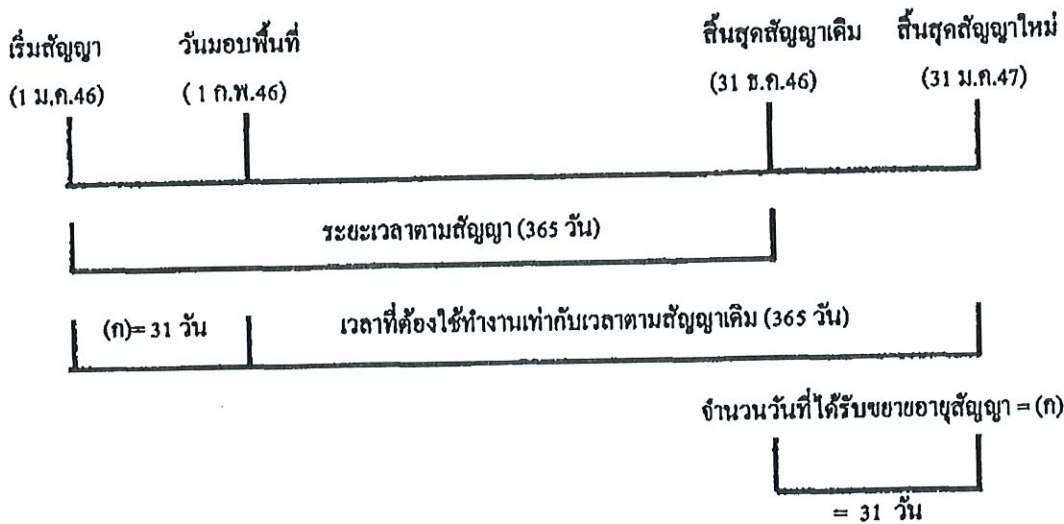 เริ่มสัญญา วันมอบพื้นที่ สิ้นสุดสัญญาเดิม สิ้นสุดสัญญาใหม่
(1 ม.ค.46) (1 ก.พ.46) (31 ธ.ค.46) (31 ม.ค.47)
ระยะเวลาตามสัญญา (365 วัน)
(ก)= 31 วัน เวลาที่ต้องใช้ทำงานเท่ากับเวลาตามสัญญาเดิม (365 วัน)
จำนวนวันที่ได้รับขยายอายุสัญญา = (ก)
= 31 วัน